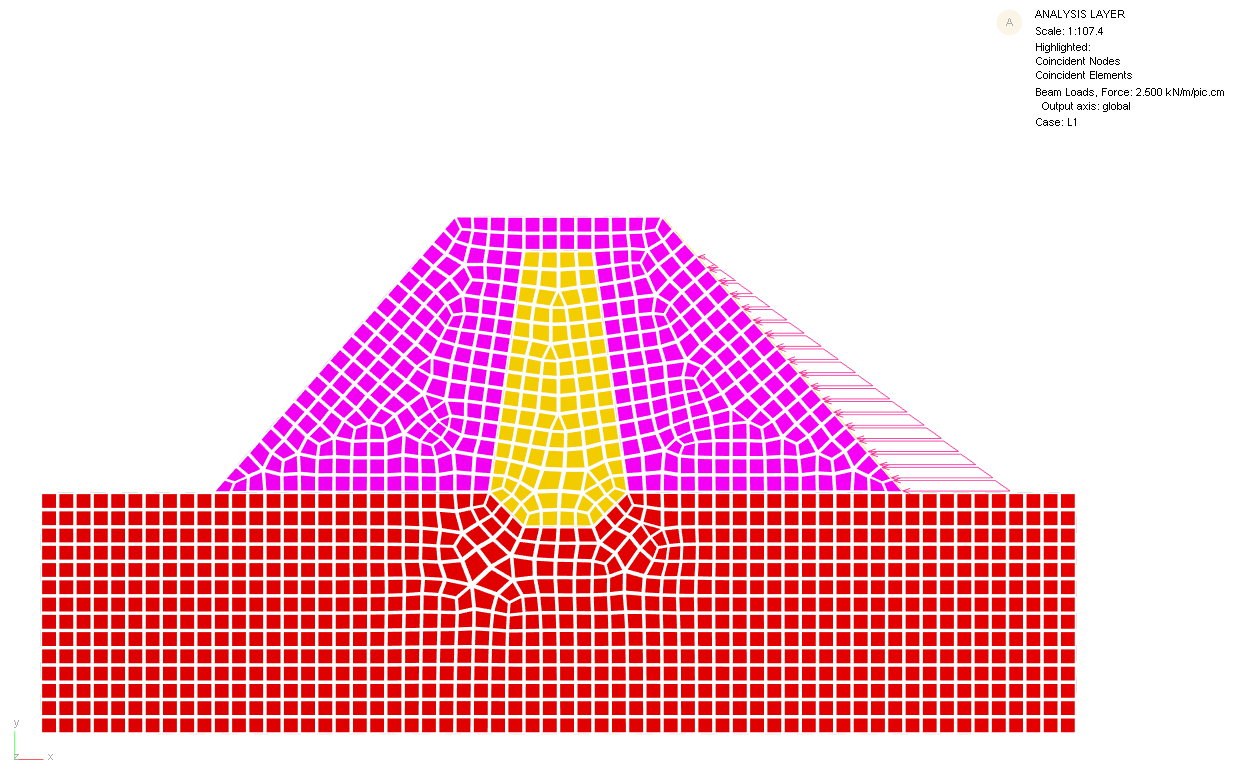 A
ANALYSIS LAYER
Scale: 1:107.4
Highlighted:
Coincident Nodes
Coincident Elements
Beam Loads, Force: 2.500 kN/m/pic.cm
Output axis: global
Case: L1
y
z
x